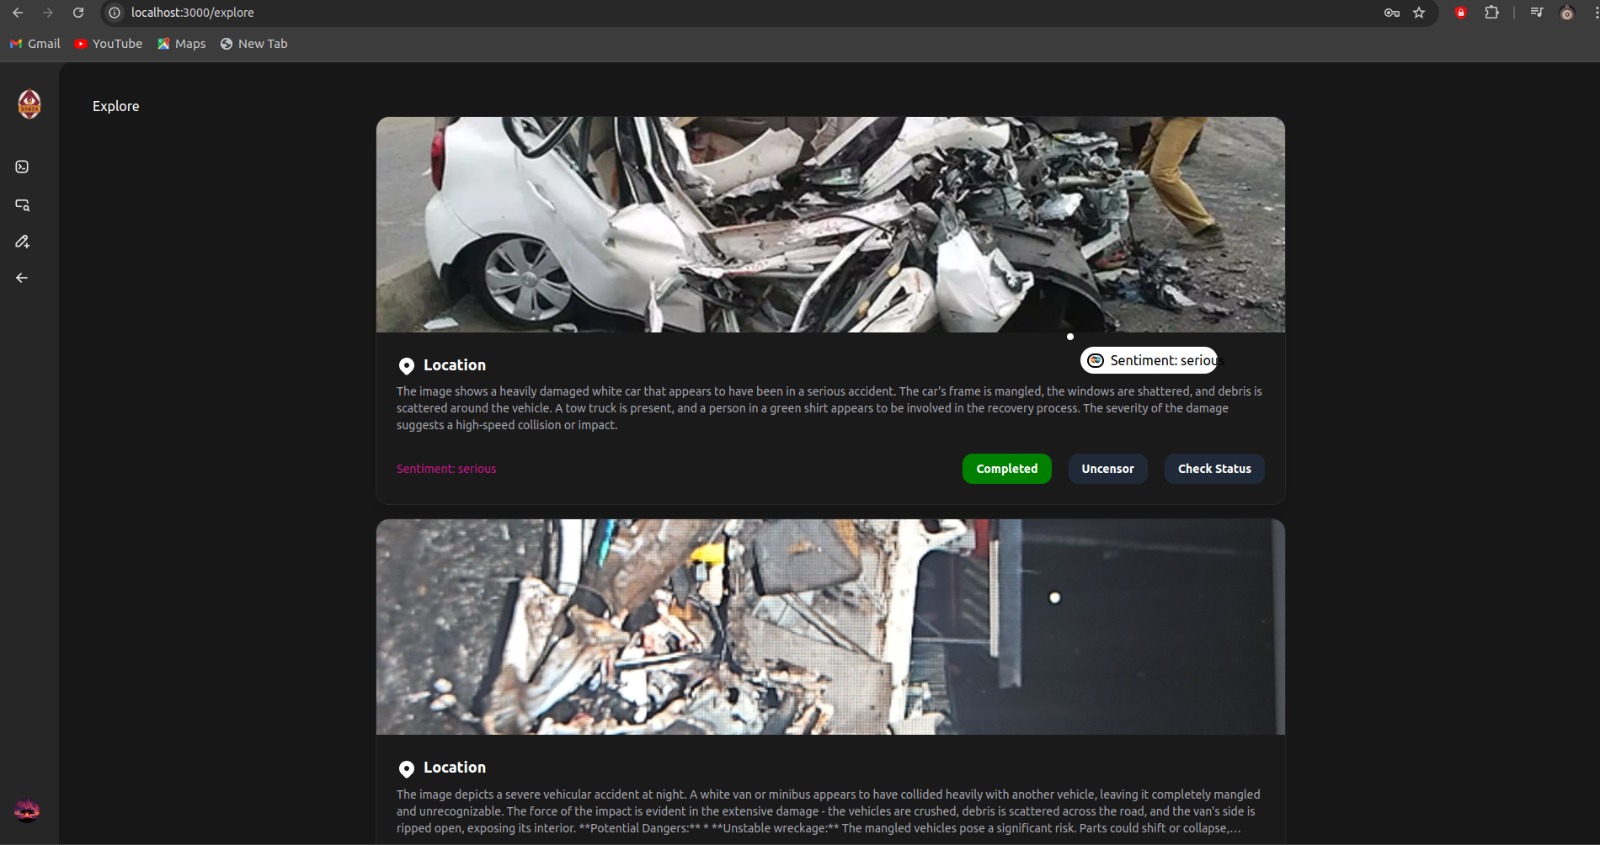 localhost:3000/explore
Gmail
YouTube
Maps
New Tab
Explore
Location
Sentiment: serious
The image shows a heavily damaged white car that appears to have been in a serious accident. The car's frame is mangled, the windows are shattered, and debris is
scattered around the vehicle. A tow truck is present, and a person in a green shirt appears to be involved in the recovery process. The severity of the damage
suggests a high-speed collision or impact.
Sentiment: serious
Completed
Uncensor
Check Status
Location
The image depicts a severe vehicular accident at night. A white van or minibus appears to have collided heavily with another vehicle, leaving it completely mangled
and unrecognizable. The force of the impact is evident in the extensive damage - the vehicles are crushed, debris is scattered across the road, and the van's side is
ripped open, exposing its interior. **Potential Dangers:** * **Unstable wreckage:** The mangled vehicles pose a significant risk. Parts could shift or collapse,...